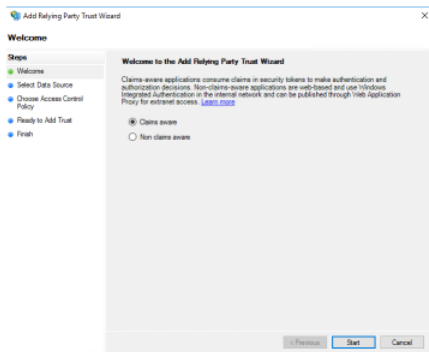 Add Relying Party Trust Wizard
Welcome
Steps
Welcome
Select Data Source
Choose Access Control
Policy
Ready to Add Trust
Finish
Welcome to the Add Relying Party Trust Wizard
Claims-aware applications consume claims in security tokens to make authentication and
authorization decisions. Non-claims-aware applications are web-based and use Windows
Integrated Authentication in the internal network and can be published through Web Application
Proxy for extranet access. Learn more
Claims aware
Non claims aware
< Previous
Start
Cancel